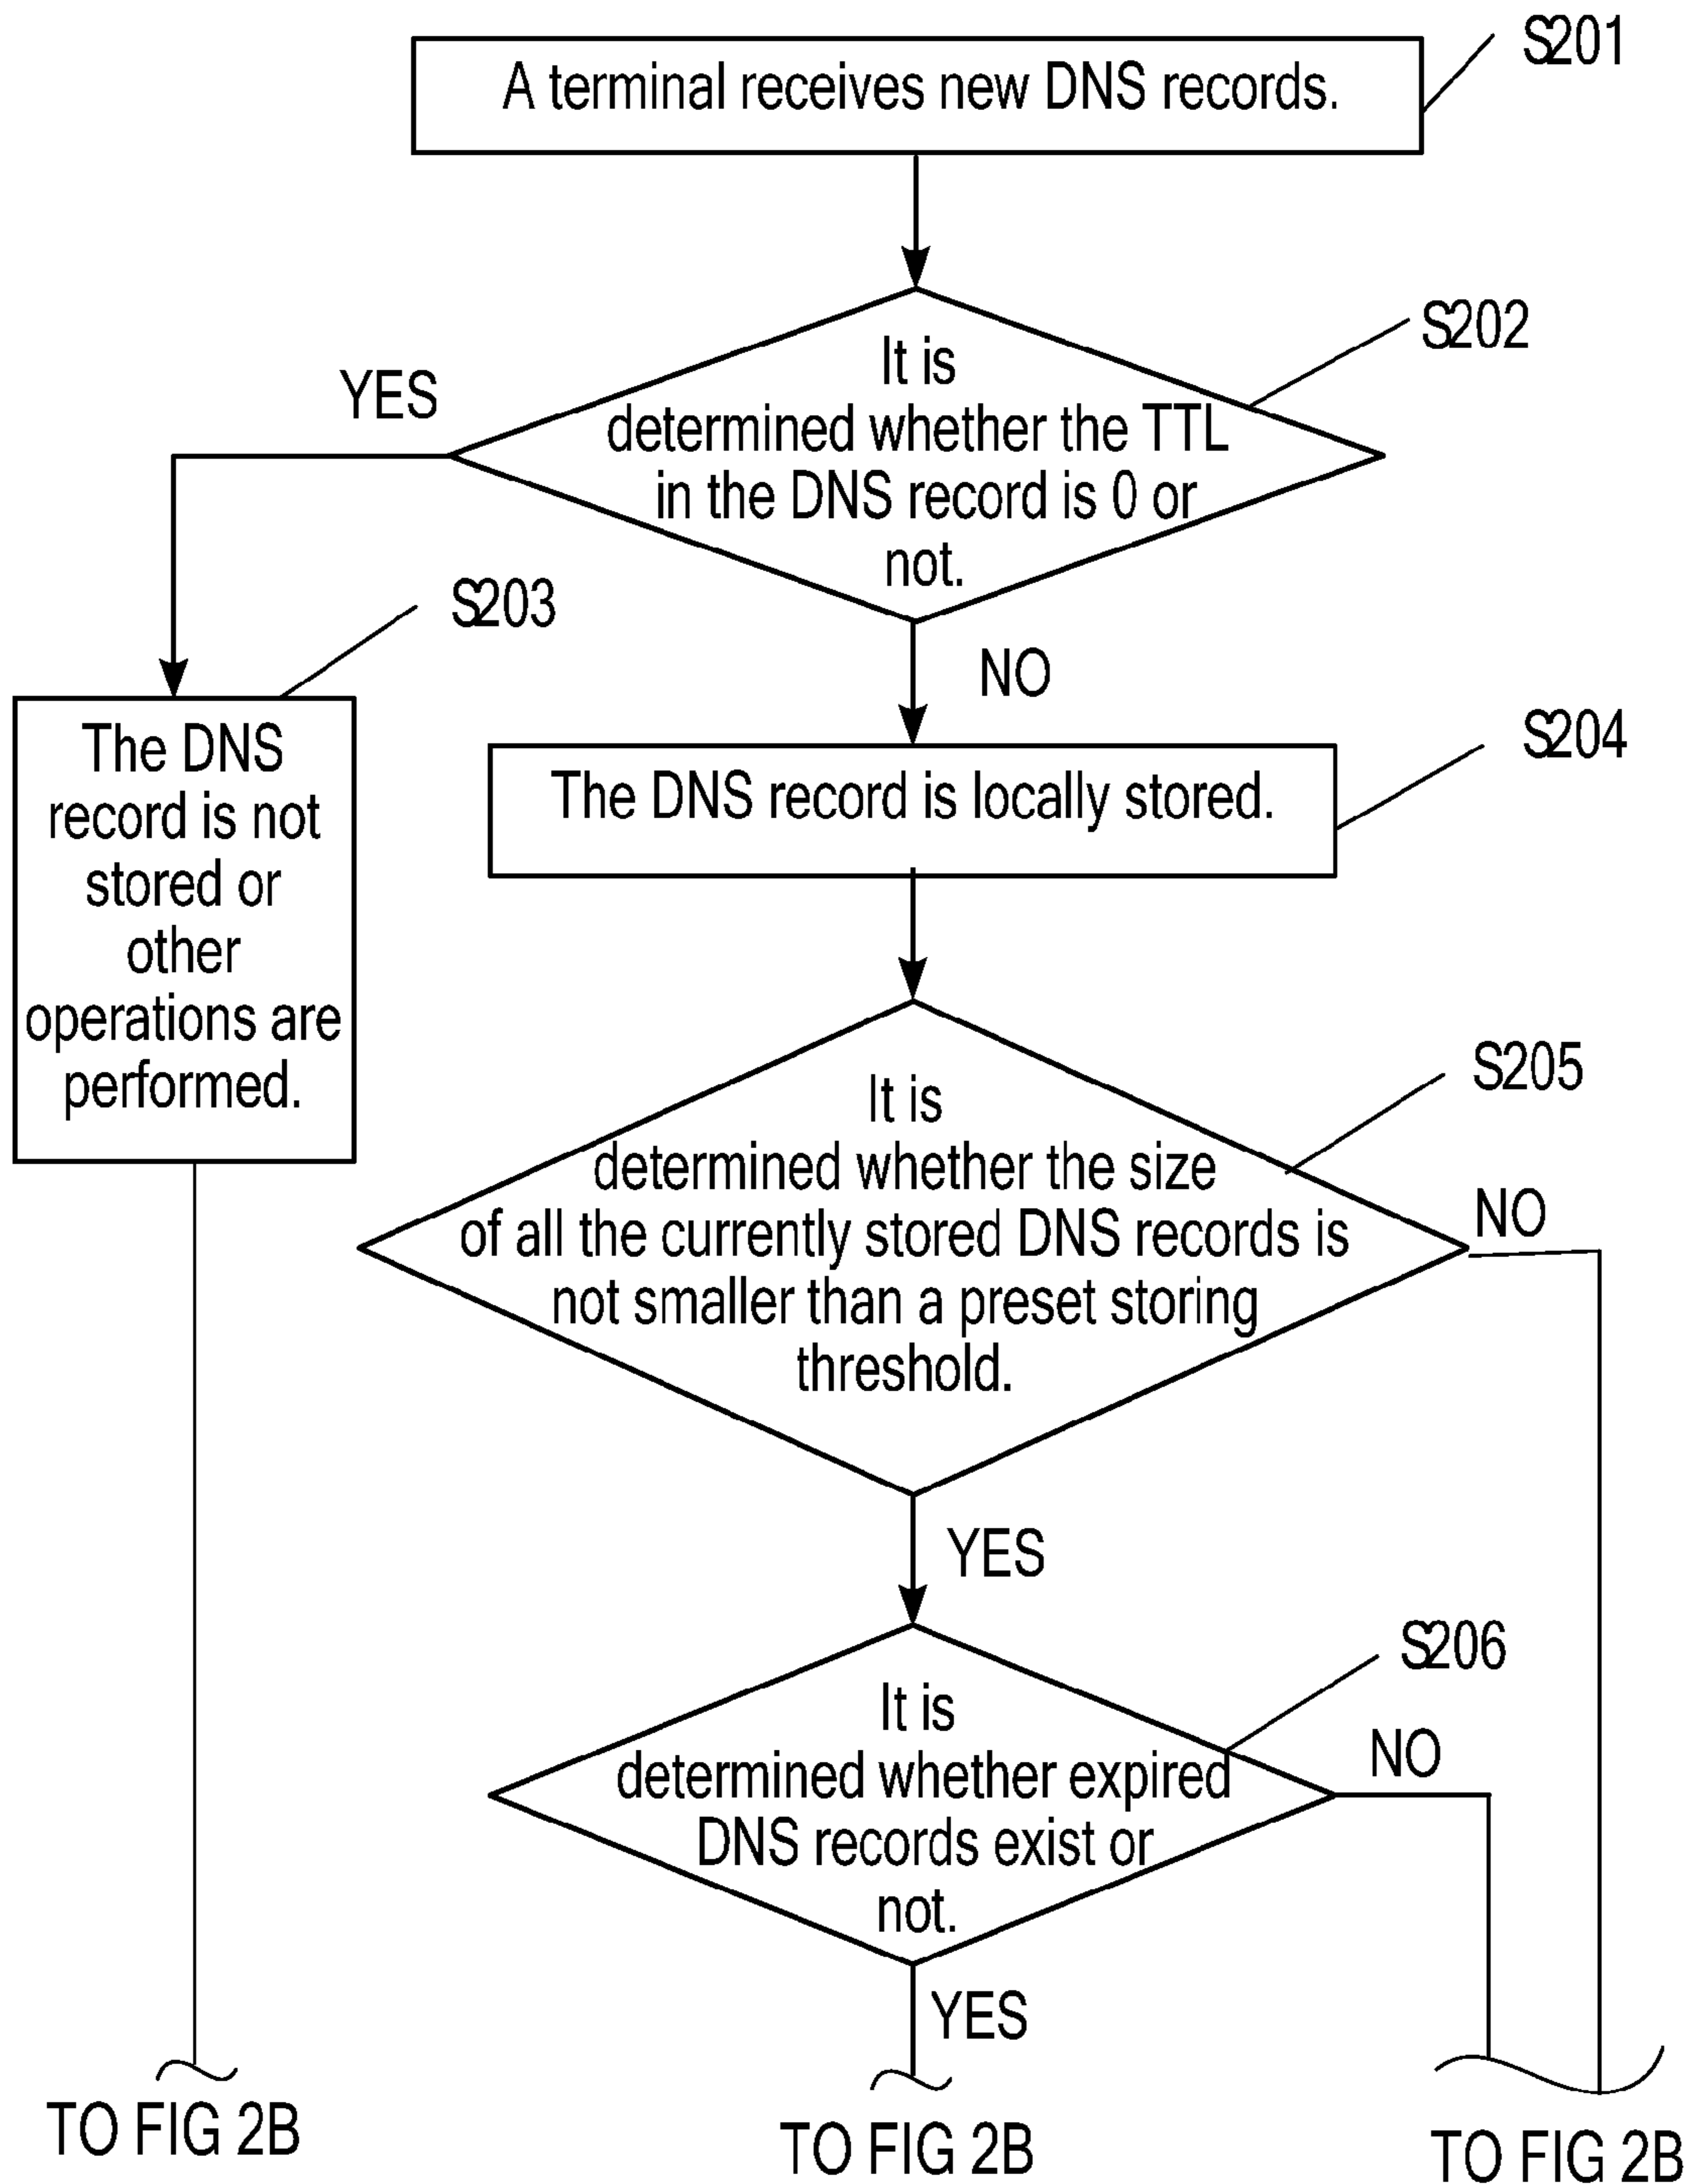 S201
A terminal receives new DNS records.
S202
YES
It is
determined whether the TTL
in the DNS record is 0 or
not.
S203
NO
The DNS
record is not
stored or
other
operations are
performed.
S204
The DNS record is locally stored.
S205
It is
determined whether the size
of all the currently stored DNS records is
not smaller than a preset storing
threshold.
NO
YES
S206
It is
determined whether expired
DNS records exist or
not.
NO
YES
TO FIG 2B
TO FIG 2B
TO FIG 2B